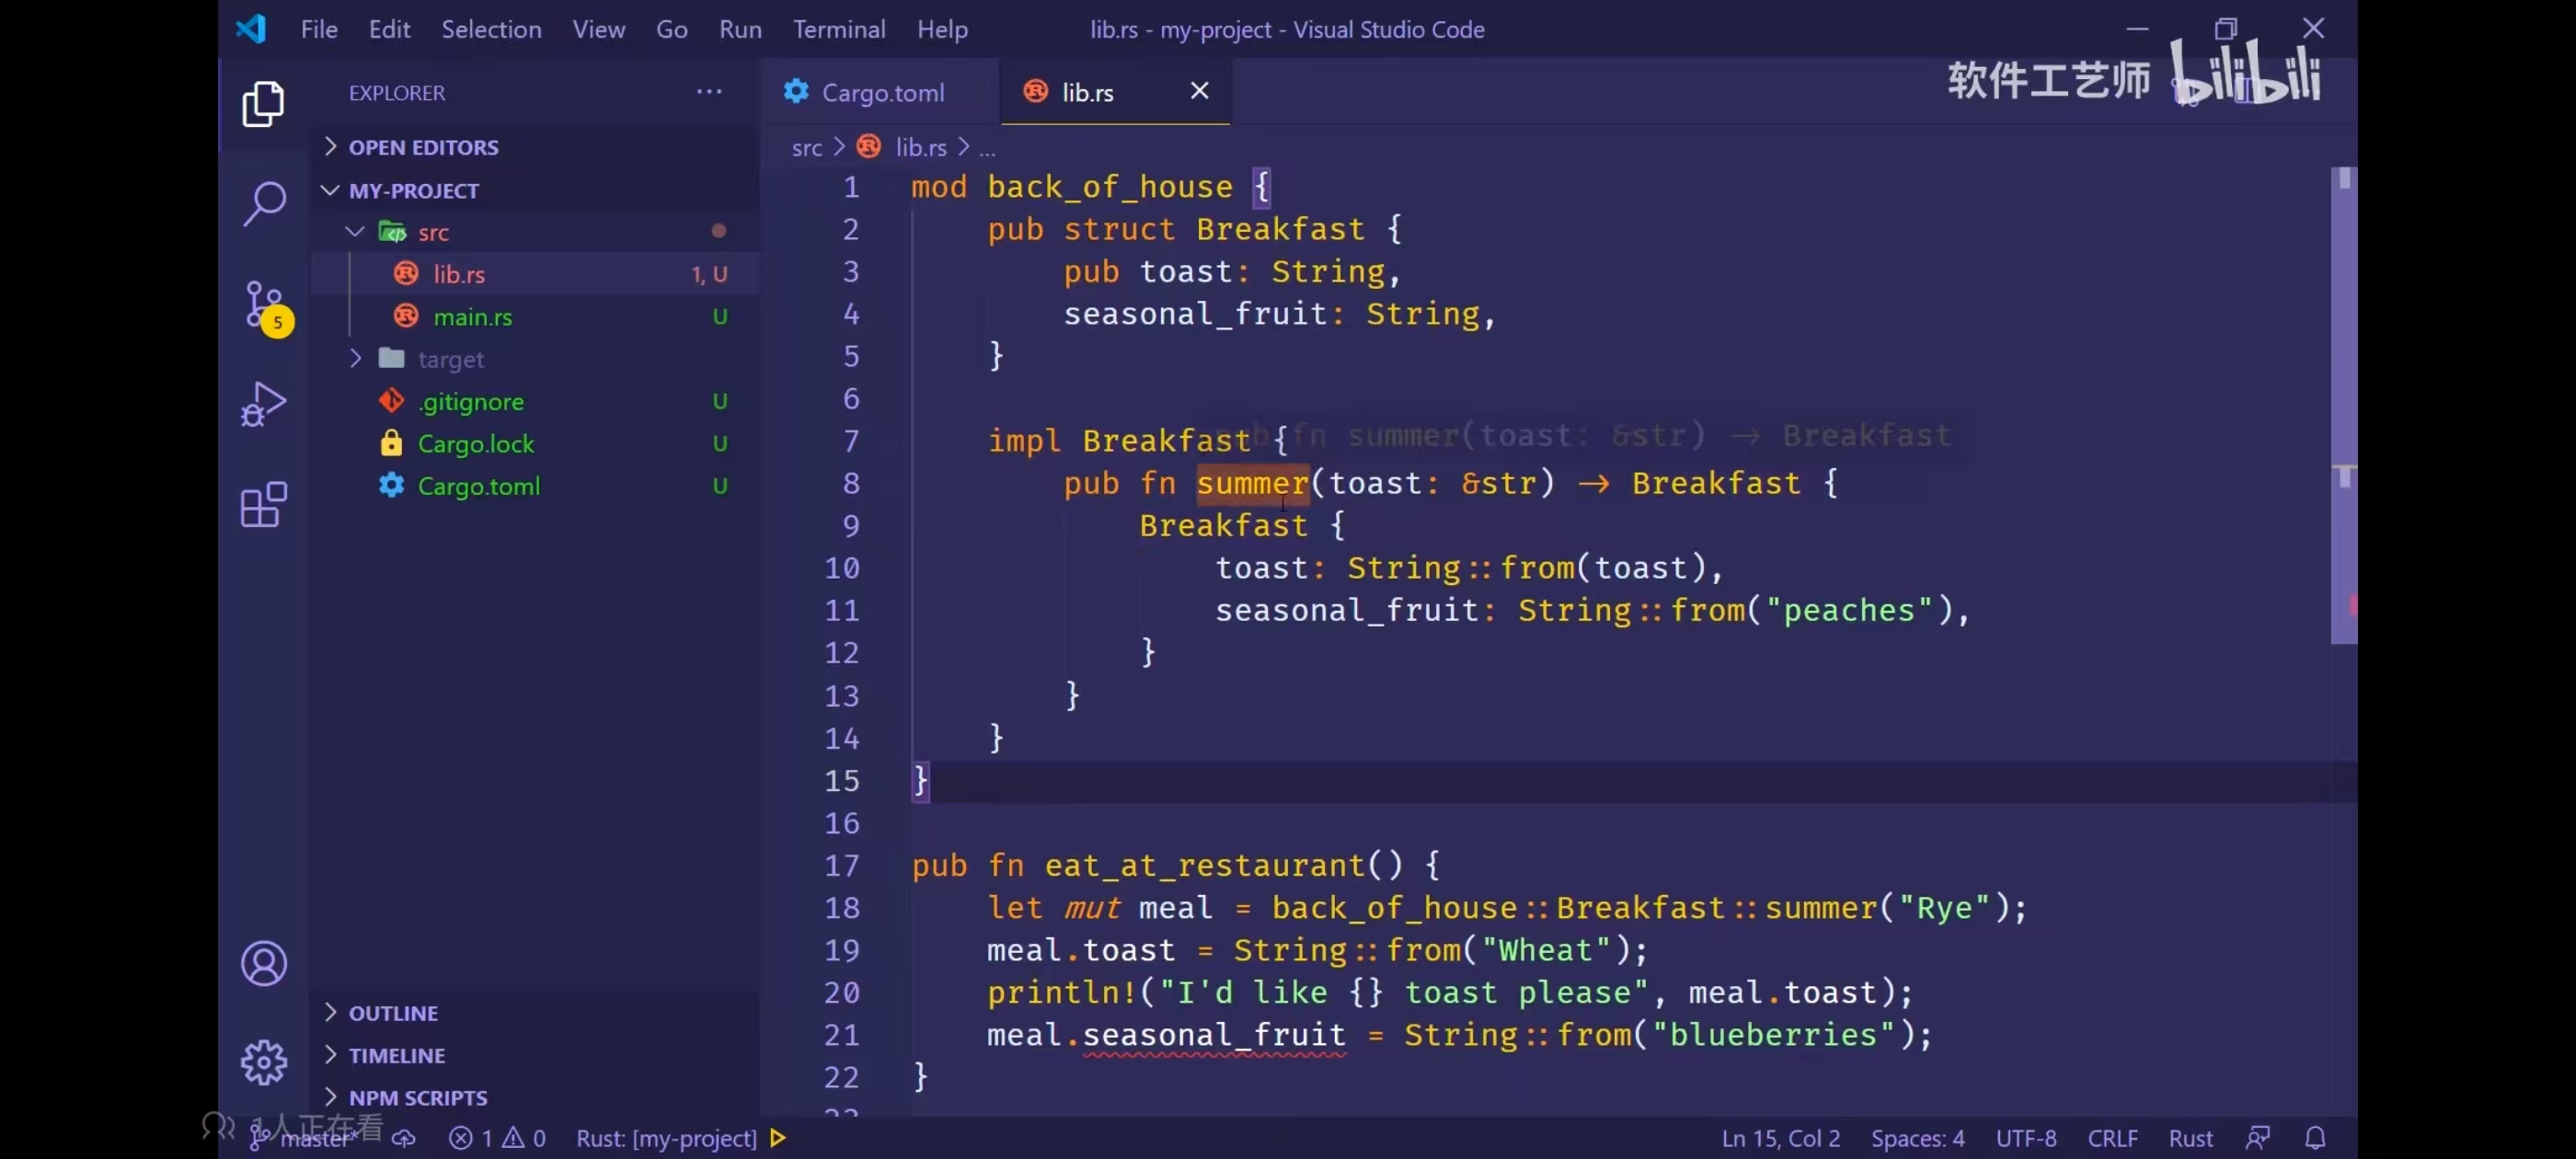 File Edit Selection View Go Run Terminal Help lib.rs - my-project - Visual Studio Code
软件工艺师 bilibili
EXPLORER ···
Cargo.toml lib.rs
OPEN EDITORS
src > lib.rs > ...
MY-PROJECT
src
lib.rs 1, U
main.rs U
target
.gitignore U
Cargo.lock U
Cargo.toml U
5
1 mod back_of_house {
2 pub struct Breakfast {
3 pub toast: String,
4 seasonal_fruit: String,
5 }
6
pub fn summer(toast: &str) → Breakfast
7 impl Breakfast {
8 pub fn summer(toast: &str) → Breakfast {
9 Breakfast {
10 toast: String::from(toast),
11 seasonal_fruit: String::from("peaches"),
12 }
13 }
14 }
15 }
16
17 pub fn eat_at_restaurant() {
18 let mut meal = back_of_house::Breakfast::summer("Rye");
19 meal.toast = String::from("Wheat");
20 println!("I'd like {} toast please", meal.toast);
21 meal.seasonal_fruit = String::from("blueberries");
22 }
OUTLINE
TIMELINE
NPM SCRIPTS
1人正在看
master* 1 0 Rust: [my-project] Ln 15, Col 2 Spaces: 4 UTF-8 CRLF Rust